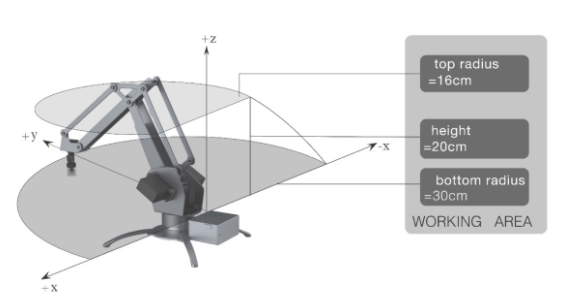 +z
top radius
=16cm
+y
height
=20cm
-x
bottom radius
=30cm
WORKING AREA
+x